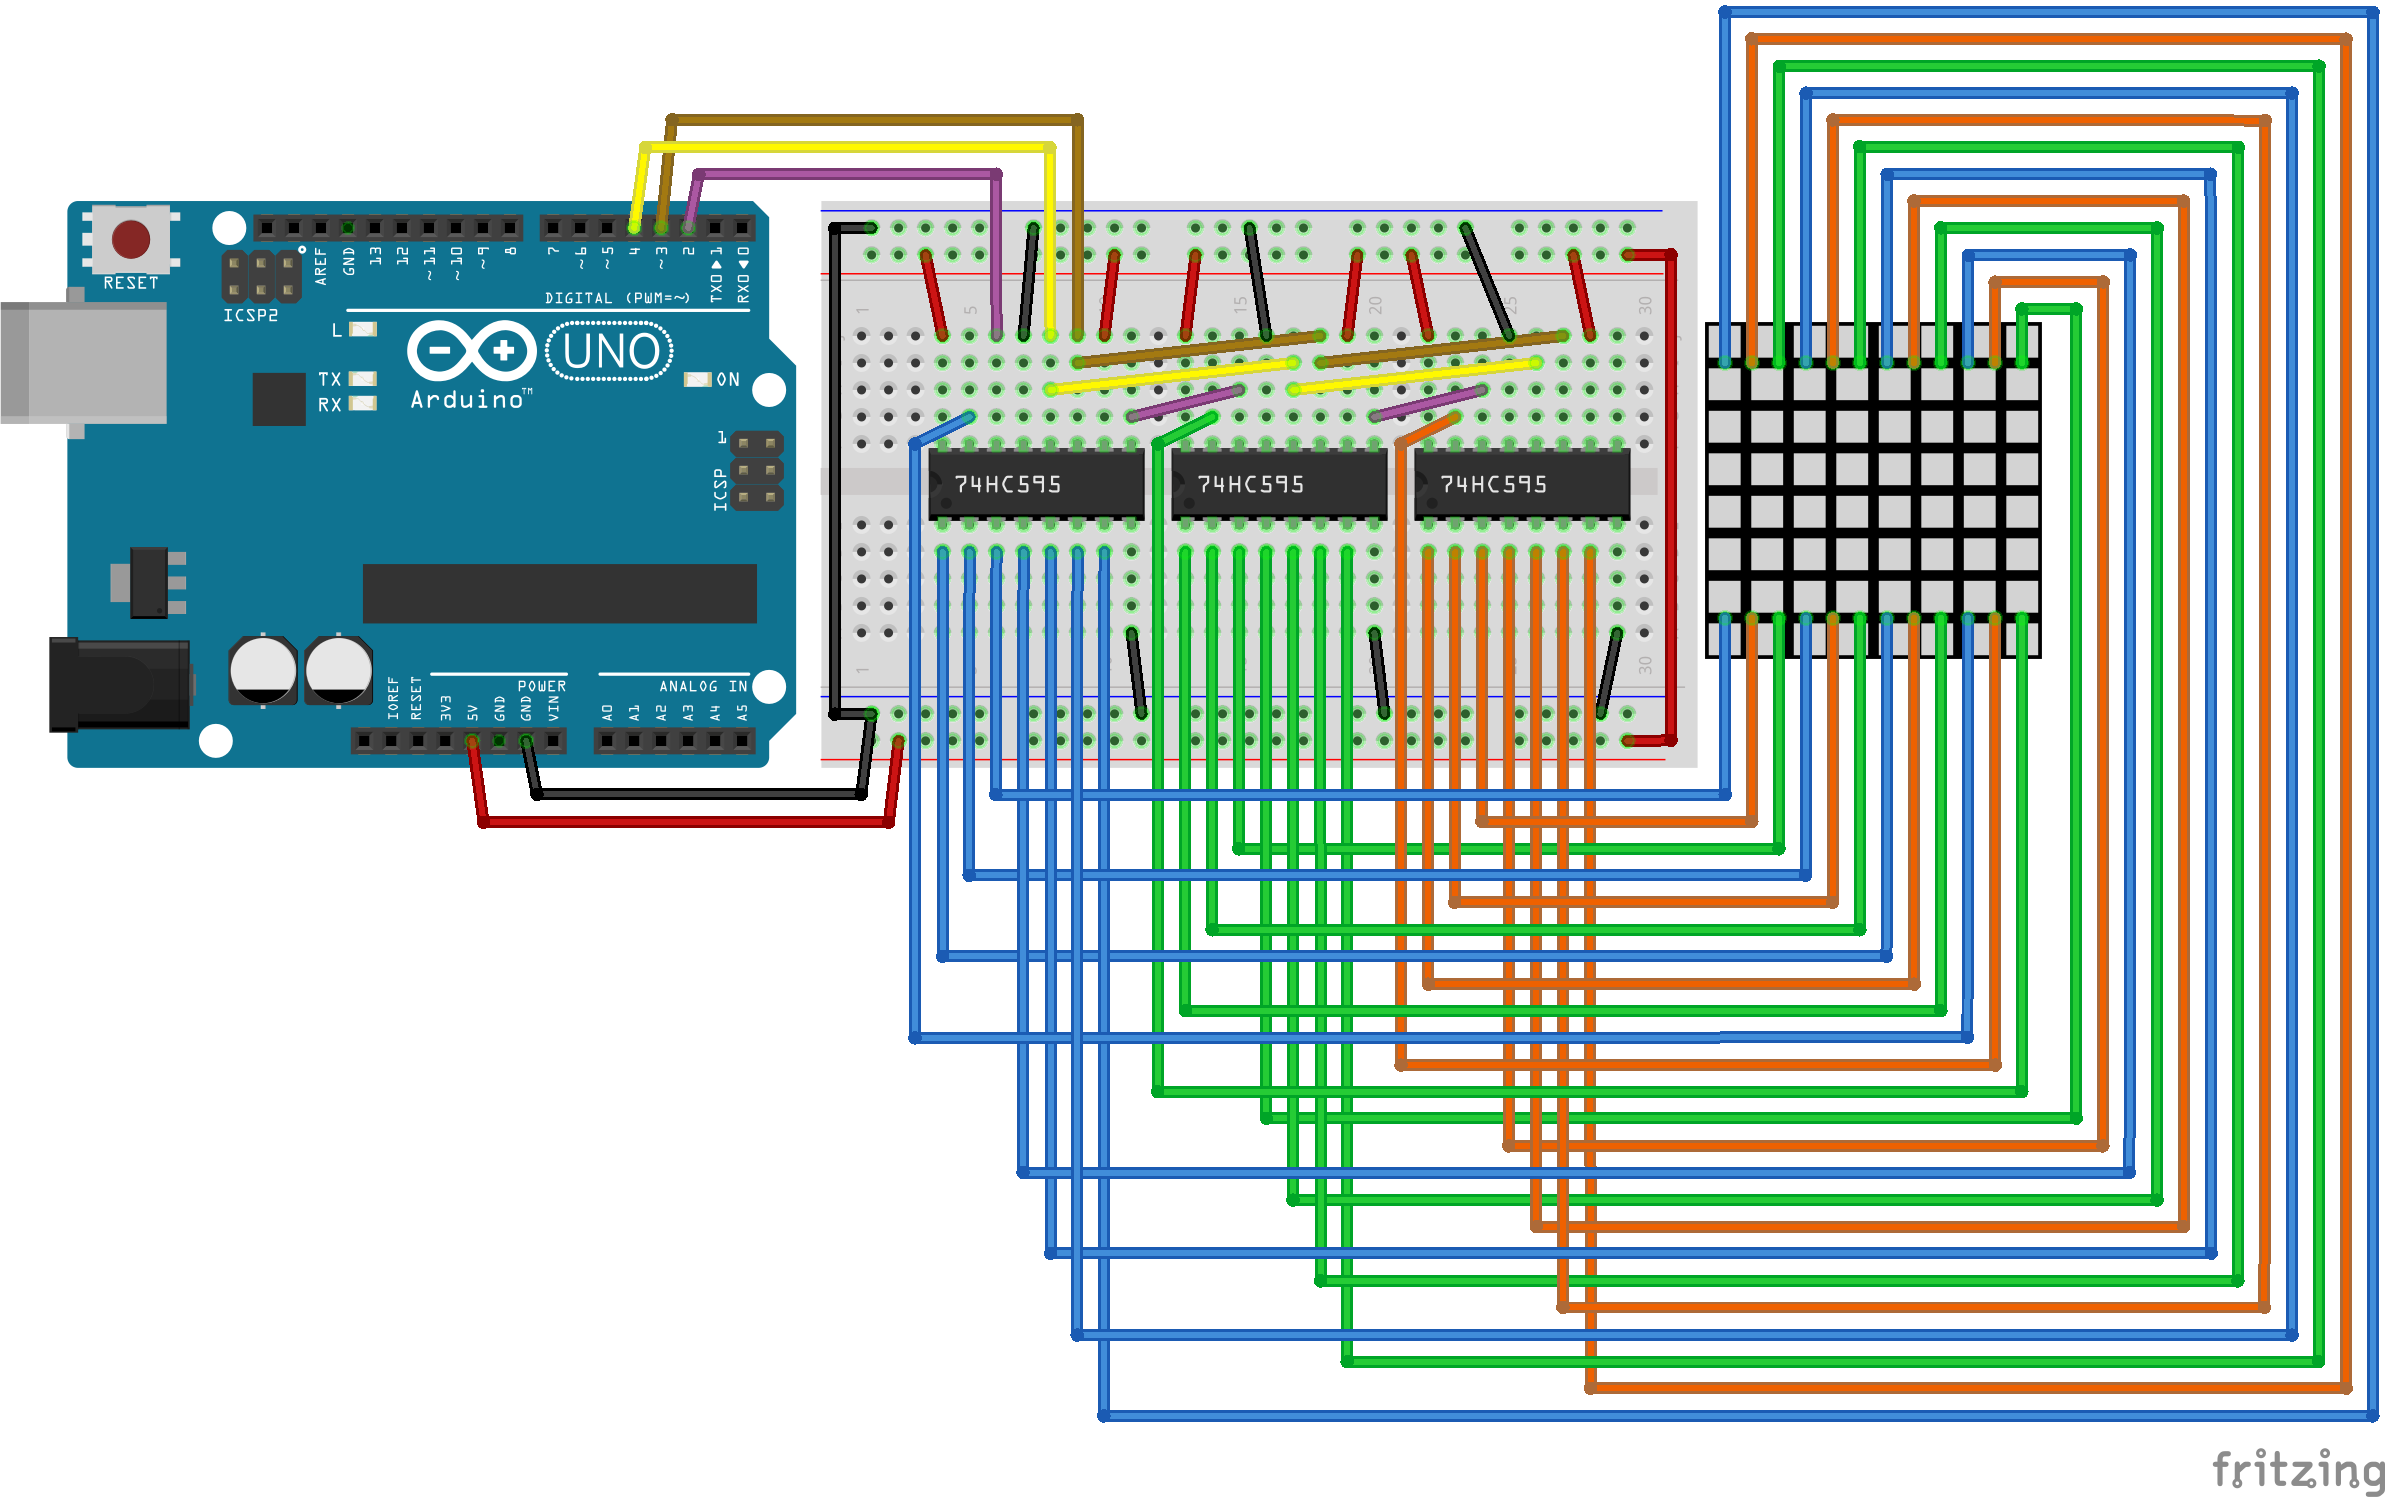 RESET
ICSP2
AREF
GND
13
12
~11
~10
~9
8
7
~6
~5
4
~3
2
TX0▶1
RX0◀0
DIGITAL (PWM=~)
L
TX
RX
UNO
Arduino™
ON
1
ICSP
IOREF
RESET
3V3
5V
GND
GND
VIN
POWER
ANALOG IN
A0
A1
A2
A3
A4
A5
1
5
15
20
25
30
74HC595
74HC595
74HC595
1
30
fritzing